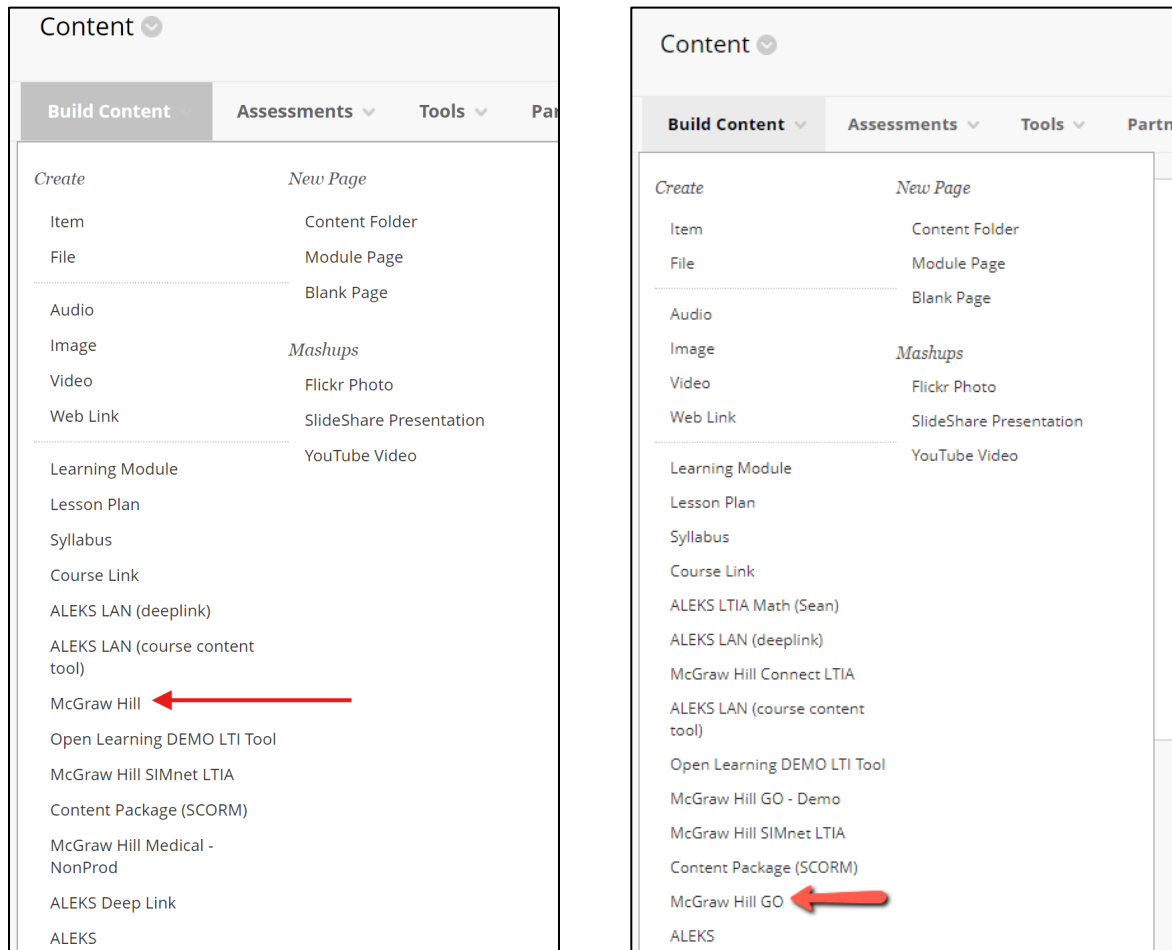 Content
Build Content
Assessments
Tools
Par
Create
Item
File
Audio
Image
Video
Web Link
Learning Module
Lesson Plan
Syllabus
Course Link
ALEKS LAN (deeplink)
ALEKS LAN (course content
tool)
McGraw Hill
Open Learning DEMO LTI Tool
McGraw Hill SIMnet LTIA
Content Package (SCORM)
McGraw Hill Medical -
NonProd
ALEKS Deep Link
ALEKS
New Page
Content Folder
Module Page
Blank Page
Mashups
Flickr Photo
SlideShare Presentation
YouTube Video
Content
Build Content
Assessments
Tools
Partn
Create
Item
File
Audio
Image
Video
Web Link
Learning Module
Lesson Plan
Syllabus
Course Link
ALEKS LTIA Math (Sean)
ALEKS LAN (deeplink)
McGraw Hill Connect LTIA
ALEKS LAN (course content
tool)
Open Learning DEMO LTI Tool
McGraw Hill GO - Demo
McGraw Hill SIMnet LTIA
Content Package (SCORM)
McGraw Hill GO
ALEKS
New Page
Content Folder
Module Page
Blank Page
Mashups
Flickr Photo
SlideShare Presentation
YouTube Video